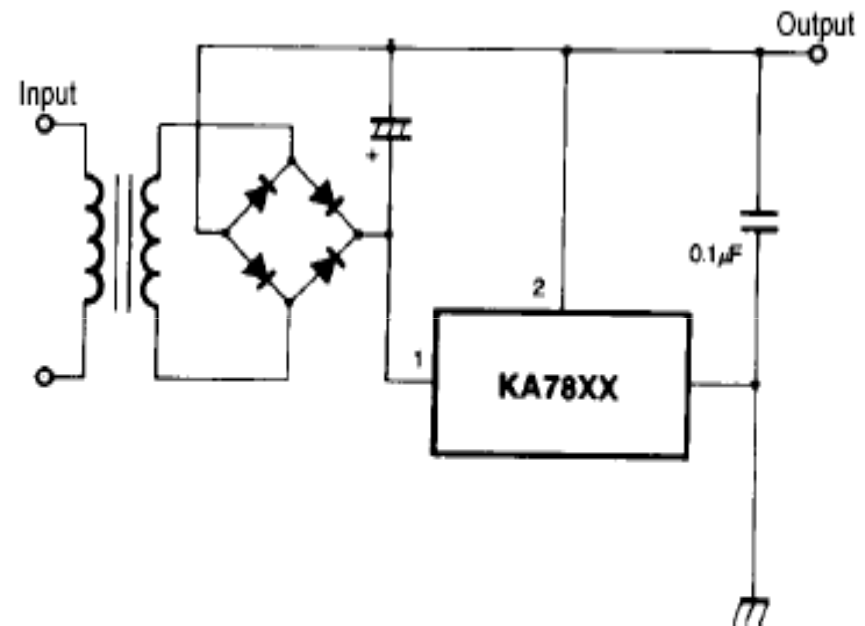 Output
Input
+
0.1μF
2
1
KA78XX